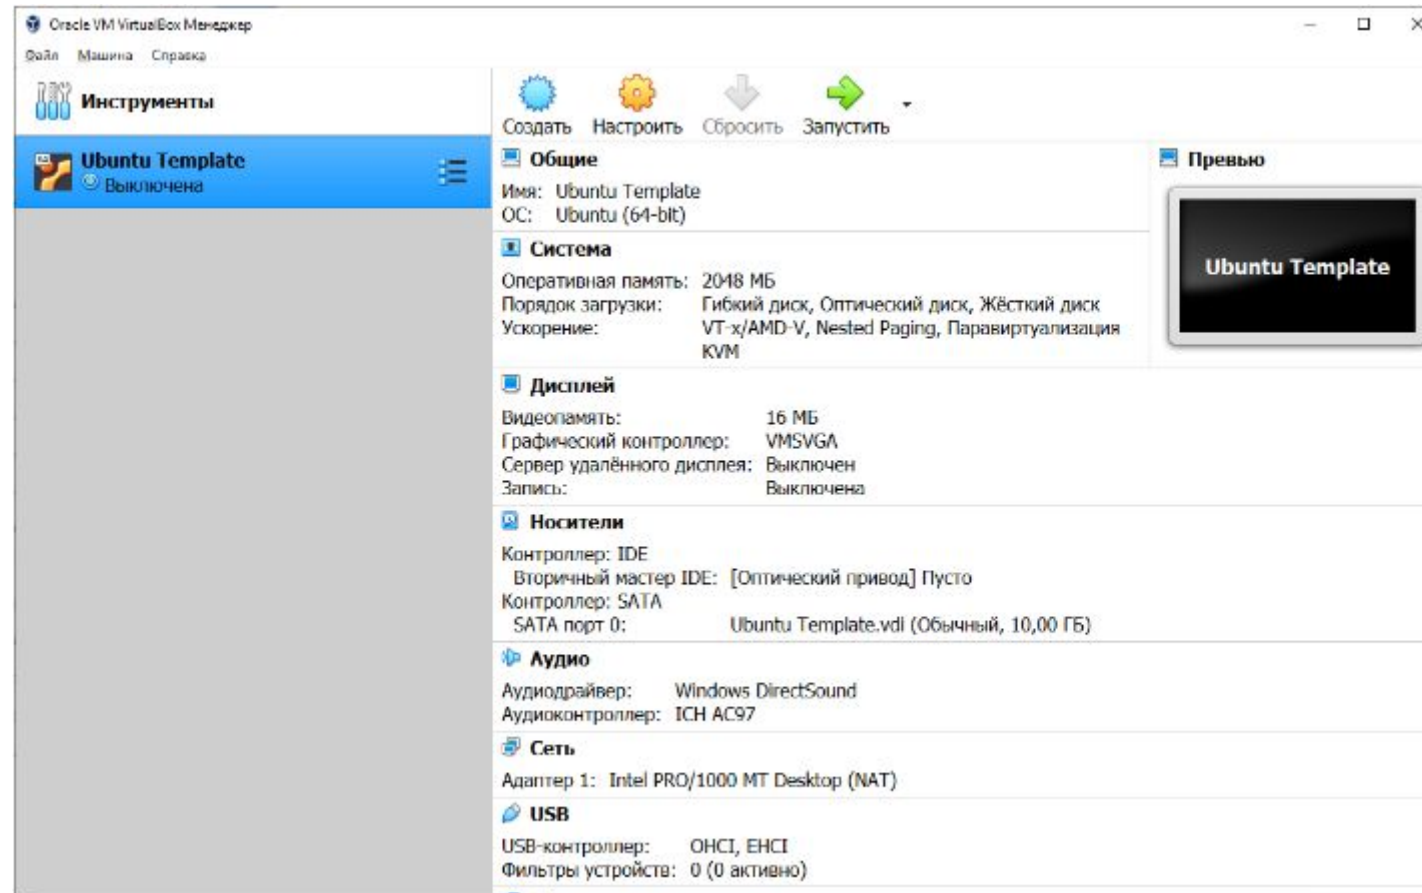 Oracle VM VirtualBox Менеджер
Файл Машина Справка
Инструменты
Создать Настроить Сбросить Запустить
Ubuntu Template
Выключена
Общие
Имя: Ubuntu Template
ОС: Ubuntu (64-bit)
Превью
Ubuntu Template
Система
Оперативная память: 2048 МБ
Порядок загрузки: Гибкий диск, Оптический диск, Жёсткий диск
Ускорение: VT-x/AMD-V, Nested Paging, Паравиртуализация
KVM
Дисплей
Видеопамять: 16 МБ
Графический контроллер: VMSVGA
Сервер удалённого дисплея: Выключен
Запись: Выключена
Носители
Контроллер: IDE
Вторичный мастер IDE: [Оптический привод] Пусто
Контроллер: SATA
SATA порт 0: Ubuntu Template.vdi (Обычный, 10,00 ГБ)
Аудио
Аудиодрайвер: Windows DirectSound
Аудиоконтроллер: ICH AC97
Сеть
Адаптер 1: Intel PRO/1000 MT Desktop (NAT)
USB
USB-контроллер: OHCI, EHCI
Фильтры устройств: 0 (0 активно)